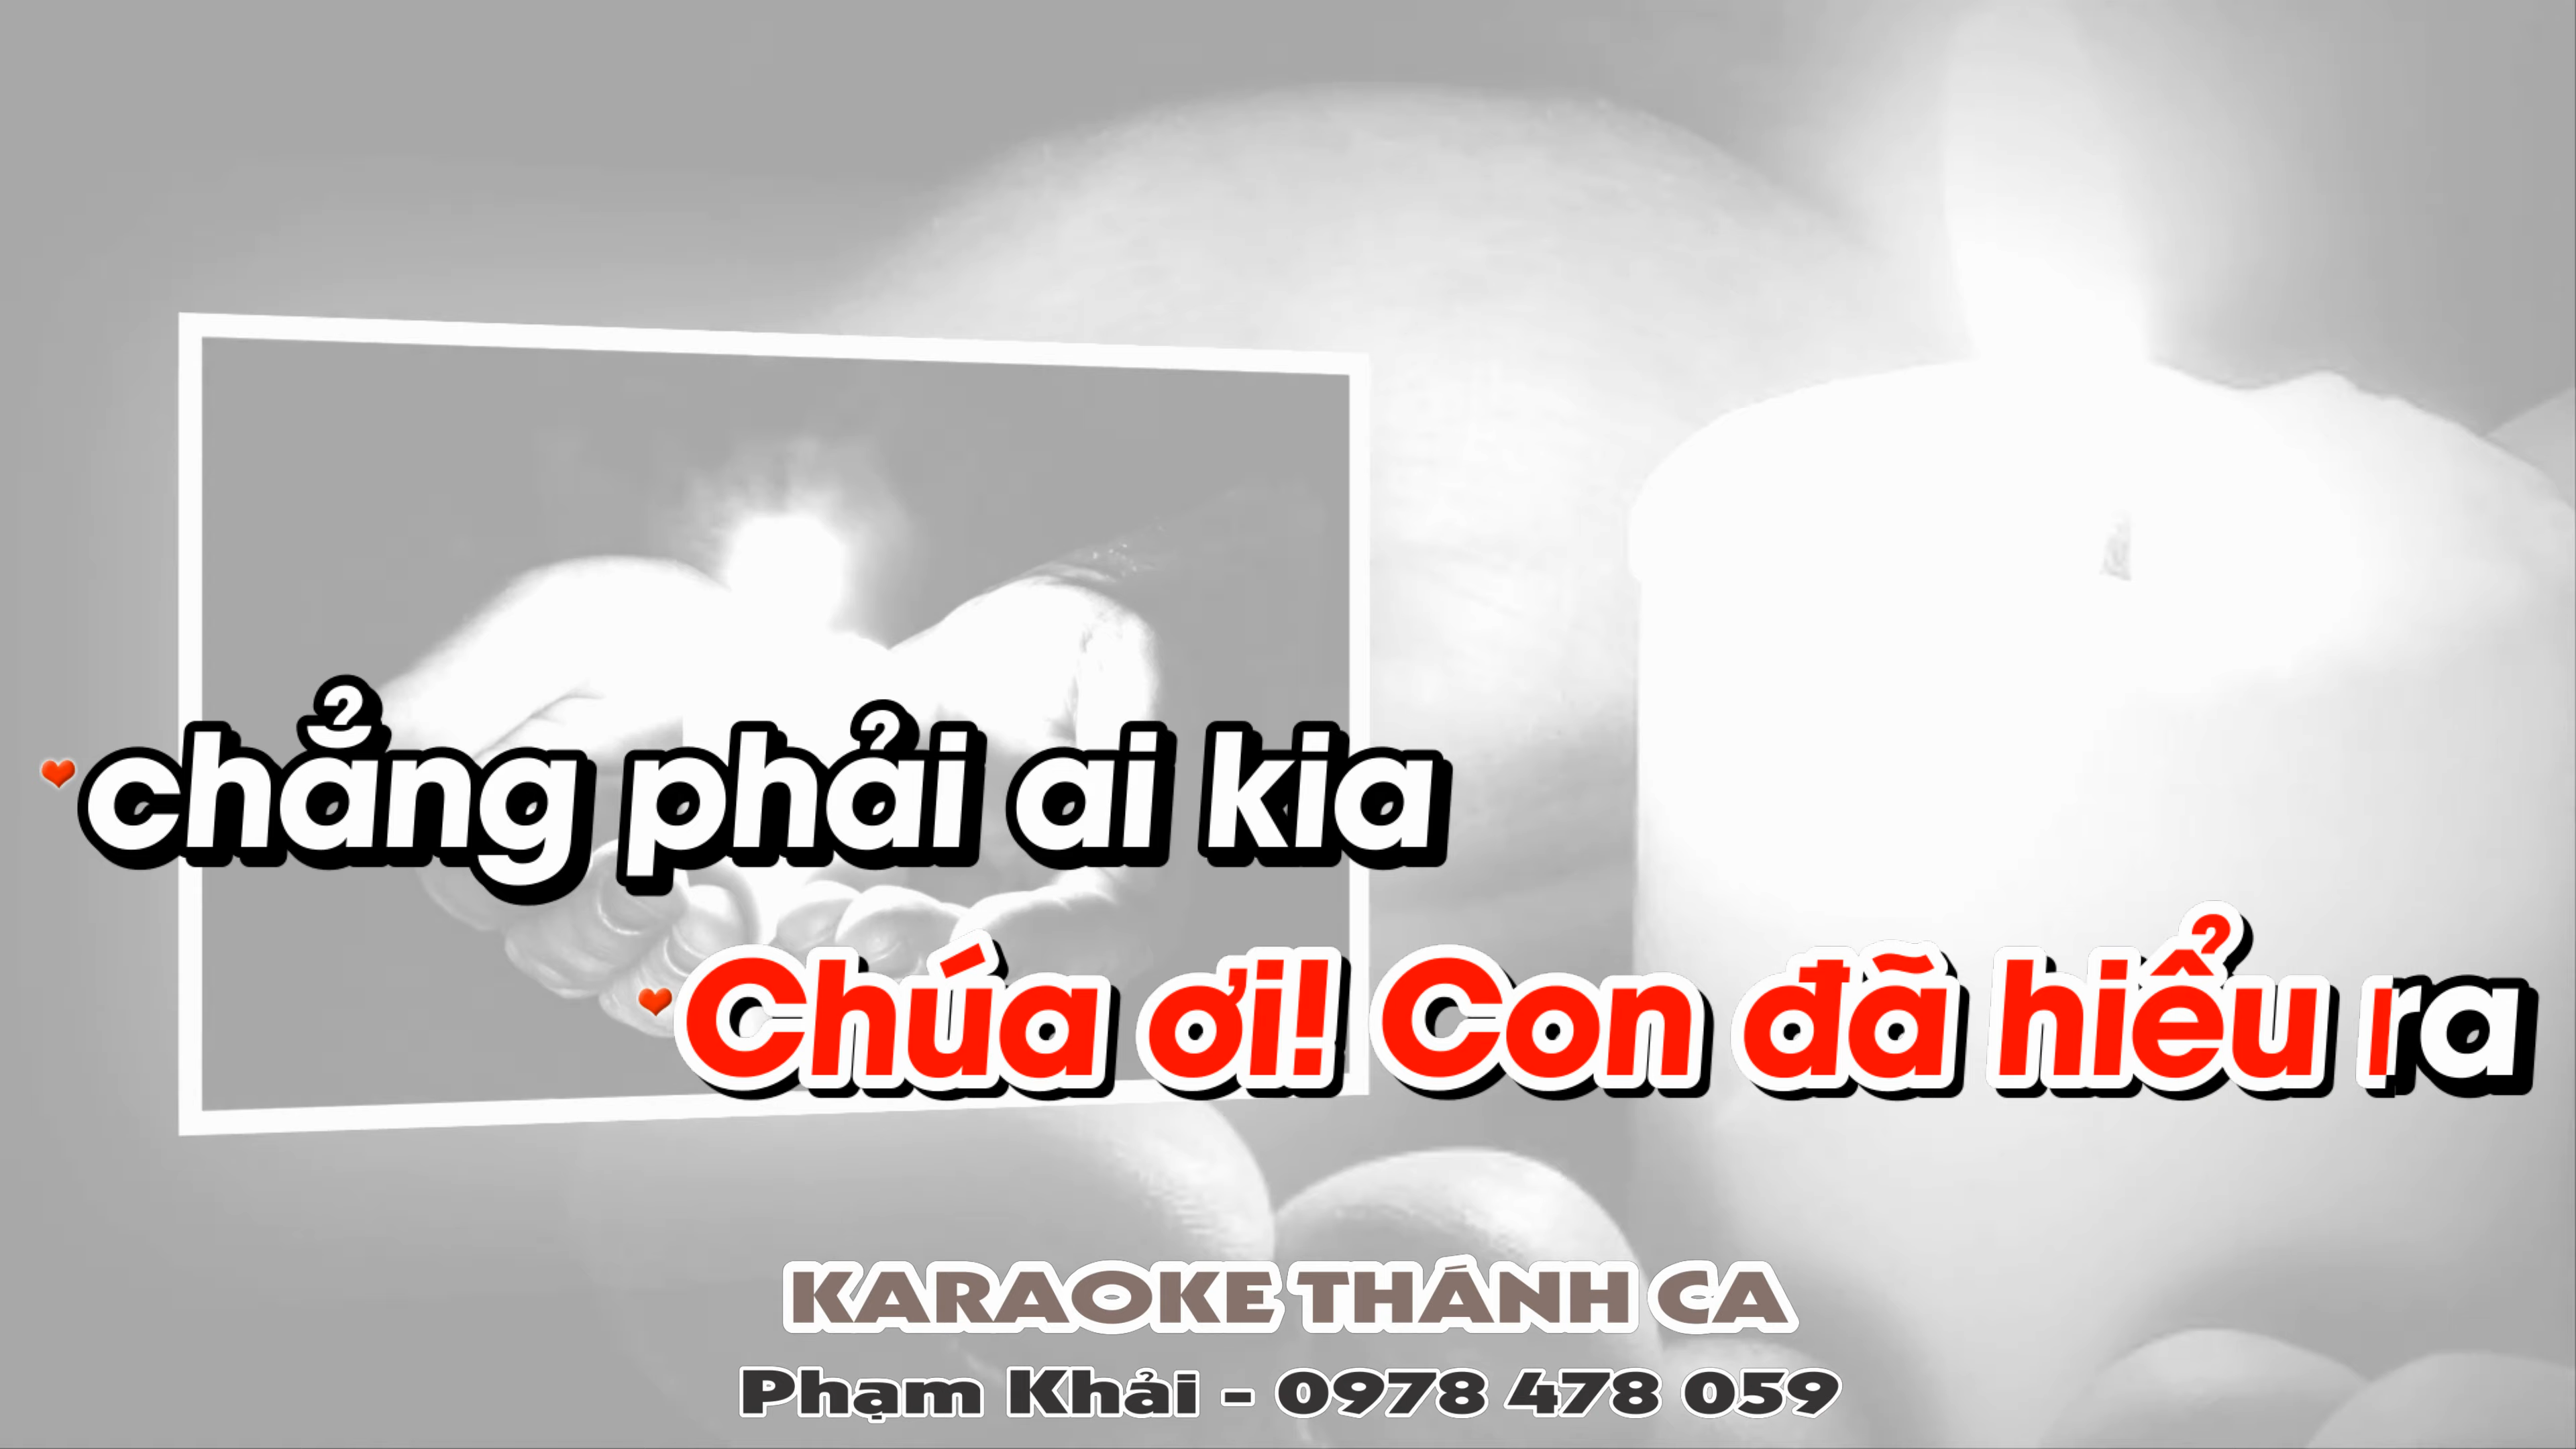 chẳng phải ai kia
Chúa ơi! Con đã hiểu ra
KARAOKE THÁNH CA
Phạm Khải - 0978 478 059